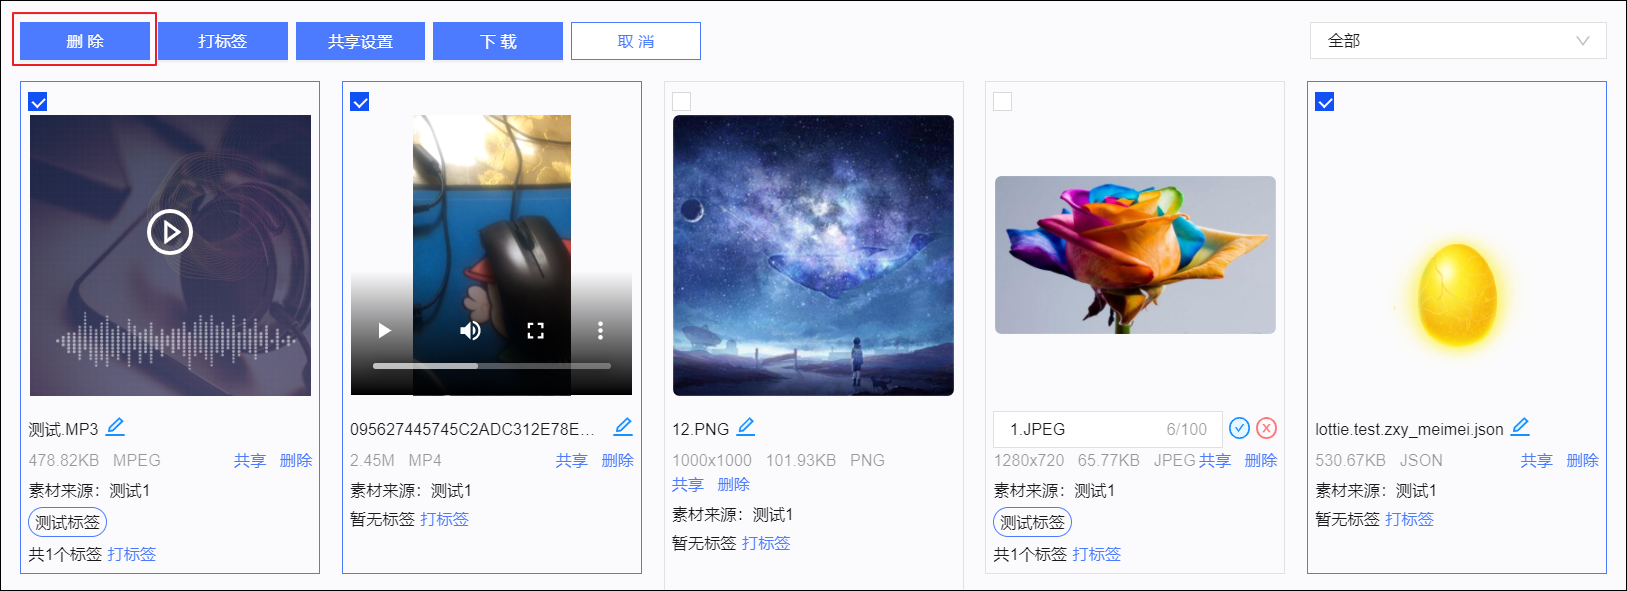 删 除 打标签 共享设置 下 载 取 消 全部
测试.MP3
478.82KB MPEG 共享 删除
素材来源：测试1
测试标签
共1个标签 打标签
095627445745C2ADC312E78E...
2.45M MP4 共享 删除
素材来源：测试1
暂无标签 打标签
12.PNG
1000x1000 101.93KB PNG
共享 删除
素材来源：测试1
暂无标签 打标签
1.JPEG 6/100
1280x720 65.77KB JPEG 共享 删除
素材来源：测试1
测试标签
共1个标签 打标签
lottie.test.zxy_meimei.json
530.67KB JSON 共享 删除
素材来源：测试1
暂无标签 打标签